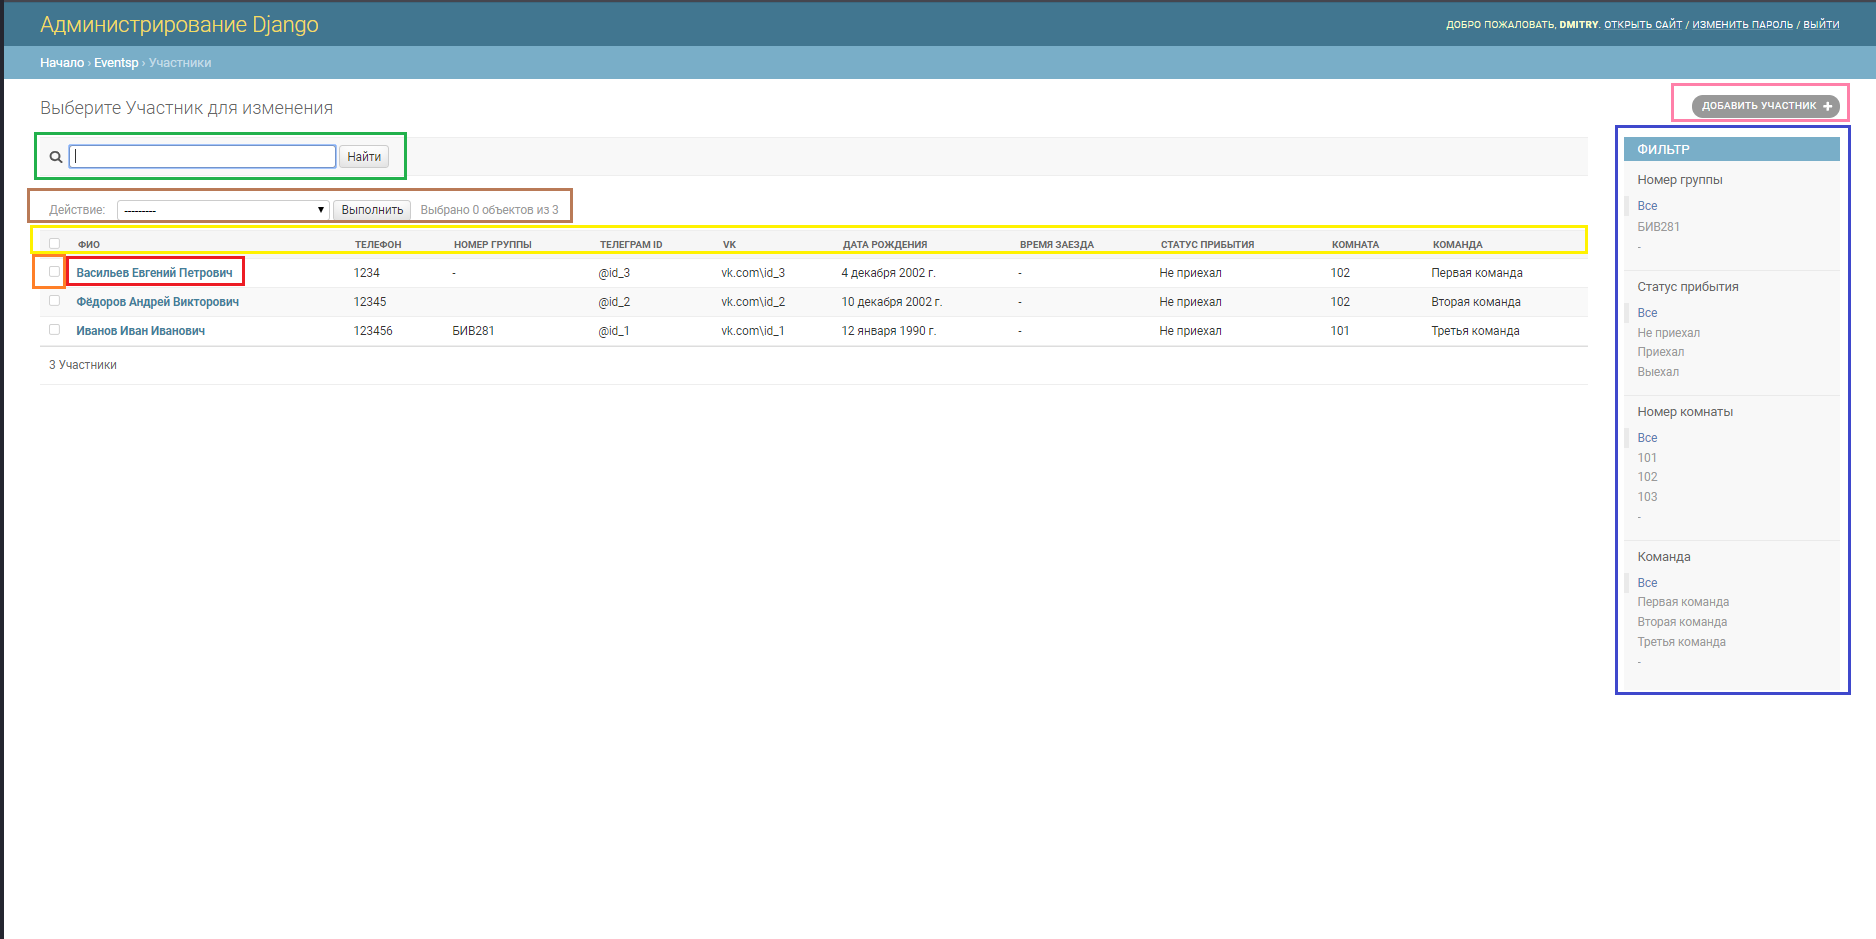 Администрирование Django
ДОБРО ПОЖАЛОВАТЬ, DMITRY. ОТКРЫТЬ САЙТ / ИЗМЕНИТЬ ПАРОЛЬ / ВЫЙТИ
Начало › Eventsp › Участники
Выберите Участник для изменения
ДОБАВИТЬ УЧАСТНИК +
Найти
Действие: --------- Выполнить Выбрано 0 объектов из 3
ФИО ТЕЛЕФОН НОМЕР ГРУППЫ ТЕЛЕГРАМ ID VK ДАТА РОЖДЕНИЯ ВРЕМЯ ЗАЕЗДА СТАТУС ПРИБЫТИЯ КОМНАТА КОМАНДА
Васильев Евгений Петрович 1234 - @id_3 vk.com\id_3 4 декабря 2002 г. - Не приехал 102 Первая команда
Фёдоров Андрей Викторович 12345 @id_2 vk.com\id_2 10 декабря 2002 г. - Не приехал 102 Вторая команда
Иванов Иван Иванович 123456 БИВ281 @id_1 vk.com\id_1 12 января 1990 г. - Не приехал 101 Третья команда
3 Участники
ФИЛЬТР
Номер группы
Все
БИВ281
-
Статус прибытия
Все
Не приехал
Приехал
Выехал
Номер комнаты
Все
101
102
103
-
Команда
Все
Первая команда
Вторая команда
Третья команда
-